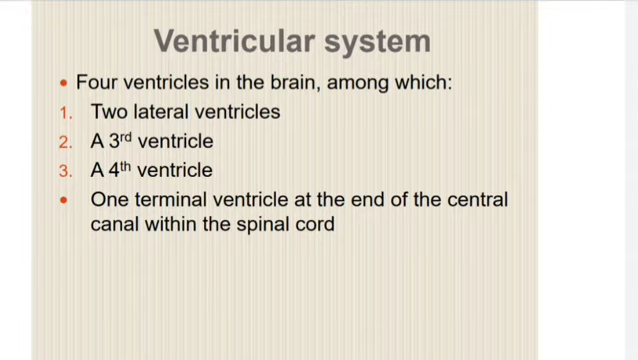 Ventricular system
• Four ventricles in the brain, among which:
1. Two lateral ventricles
2. A 3rd ventricle
3. A 4th ventricle
• One terminal ventricle at the end of the central
canal within the spinal cord